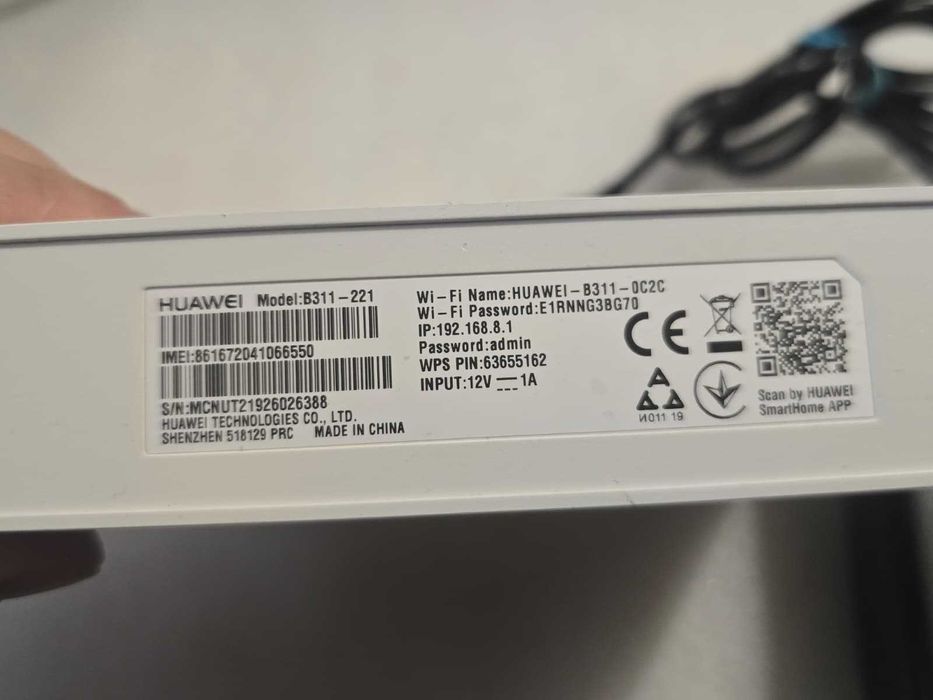 HUAWEI Model:B311-221
IMEI:861672041066550
S/N:MCNUT21926026388
HUAWEI TECHNOLOGIES CO., LTD.
SHENZHEN 518129 PRC MADE IN CHINA
Wi-Fi Name:HUAWEI-B311-0C2C
Wi-Fi Password:E1RNNG3BG70
IP:192.168.8.1
Password:admin
WPS PIN:63655162
INPUT:12V ⎓ 1A
CE
И011 19
Scan by HUAWEI
SmartHome APP